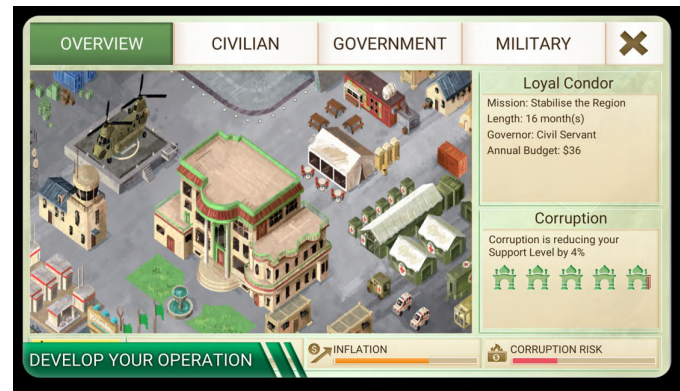 OVERVIEW
CIVILIAN
GOVERNMENT
MILITARY
Loyal Condor
Mission: Stabilise the Region
Length: 16 month(s)
Governor: Civil Servant
Annual Budget: $36
Corruption
Corruption is reducing your
Support Level by 4%
DEVELOP YOUR OPERATION
INFLATION
CORRUPTION RISK